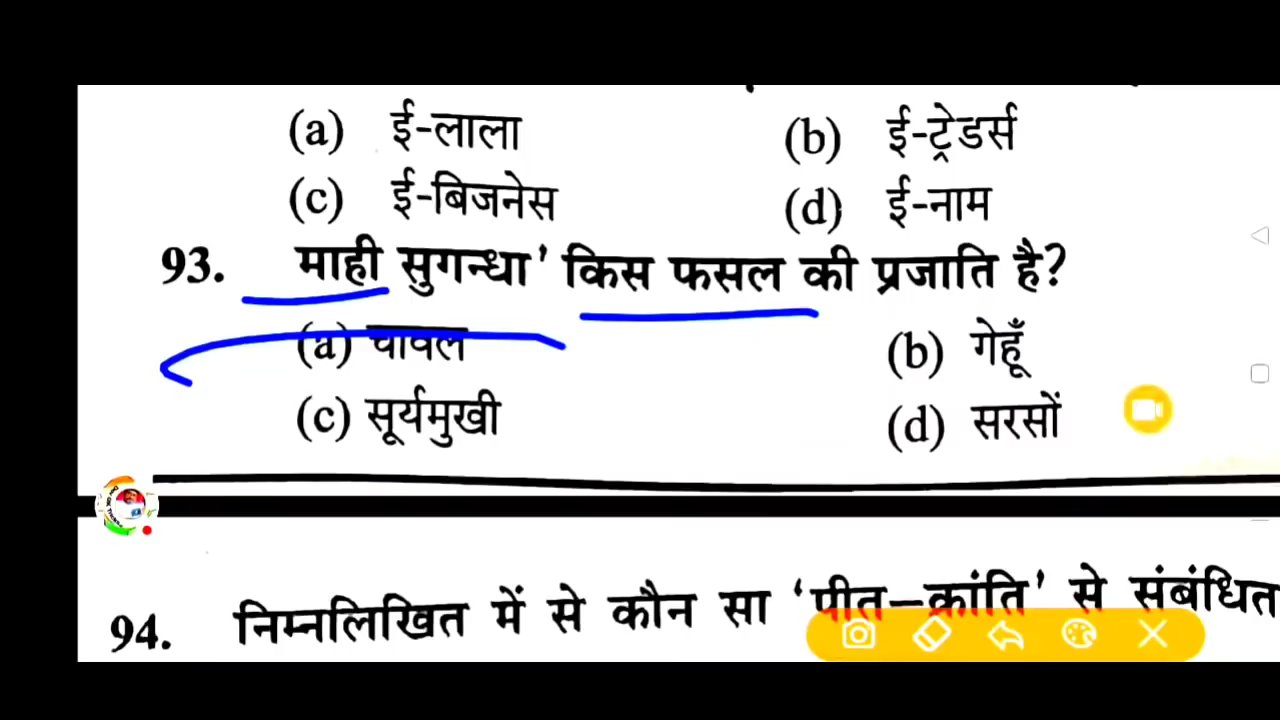 (a) ई-लाला (b) ई-ट्रेडर्स
(c) ई-बिजनेस (d) ई-नाम
93. माही सुगन्धा' किस फसल की प्रजाति है?
(a) चावल (b) गेहूँ
(c) सूर्यमुखी (d) सरसों
94. निम्नलिखित में से कौन सा 'पीत-क्रांति' से संबंधित